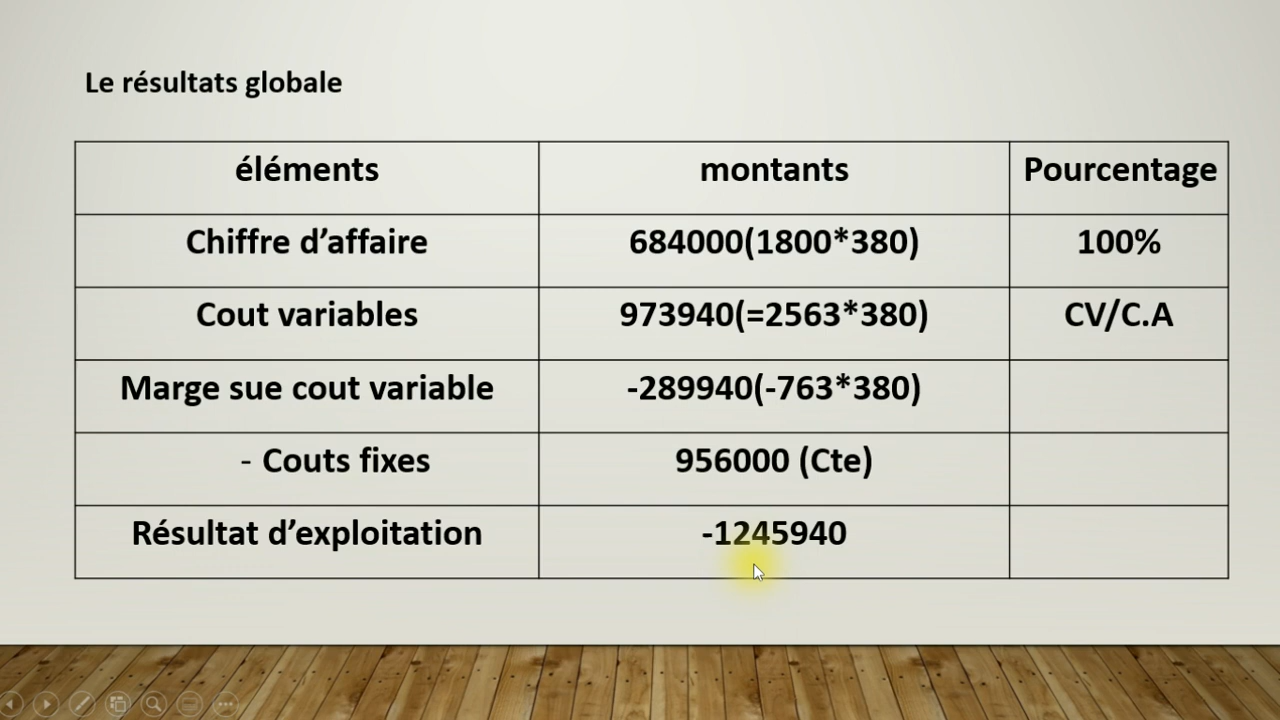 Le résultats globale
éléments montants Pourcentage
Chiffre d’affaire 684000(1800*380) 100%
Cout variables 973940(=2563*380) CV/C.A
Marge sue cout variable -289940(-763*380)
- Couts fixes 956000 (Cte)
Résultat d’exploitation -1245940